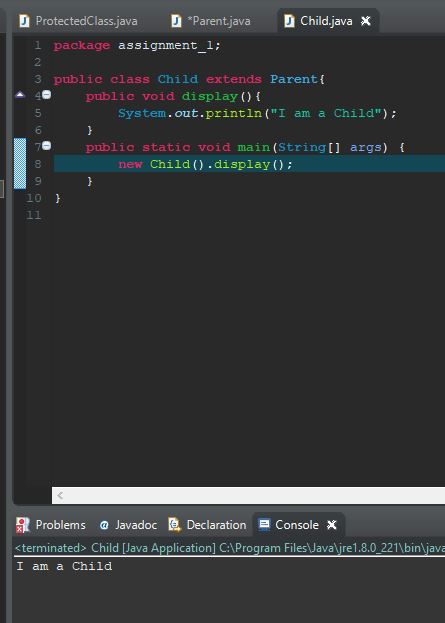 ProtectedClass.java *Parent.java Child.java
1 package assignment_1;
2
3 public class Child extends Parent{
4 public void display(){
5 System.out.println("I am a Child");
6 }
7 public static void main(String[] args) {
8 new Child().display();
9 }
10 }
11
Problems Javadoc Declaration Console
<terminated> Child [Java Application] C:\Program Files\Java\jre1.8.0_221\bin\java
I am a Child